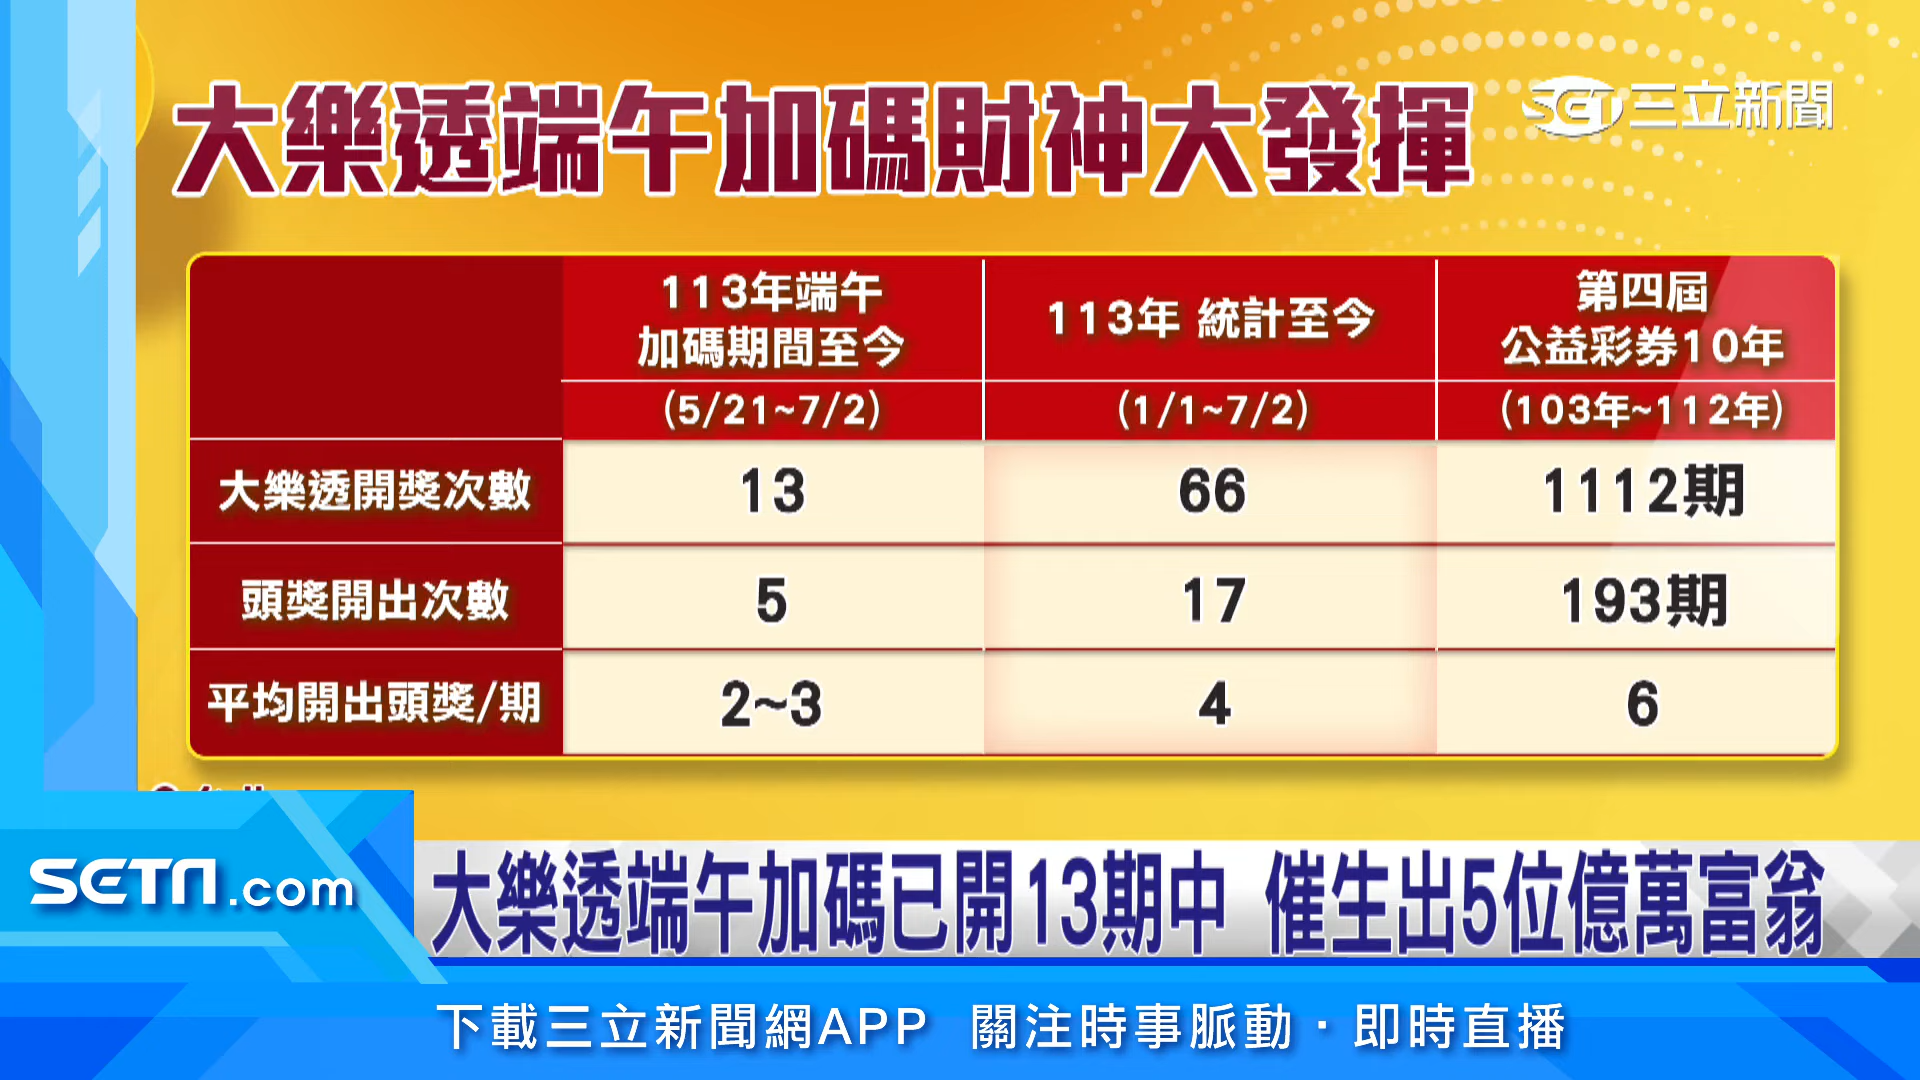 大樂透端午加碼財神大發揮
SET三立新聞
113年端午
加碼期間至今
113年 統計至今
第四屆
公益彩券10年
(5/21~7/2)
(1/1~7/2)
(103年~112年)
大樂透開獎次數
13
66
1112期
頭獎開出次數
5
17
193期
平均開出頭獎/期
2~3
4
6
SETN.com
大樂透端午加碼已開13期中 催生出5位億萬富翁
下載三立新聞網APP 關注時事脈動・即時直播